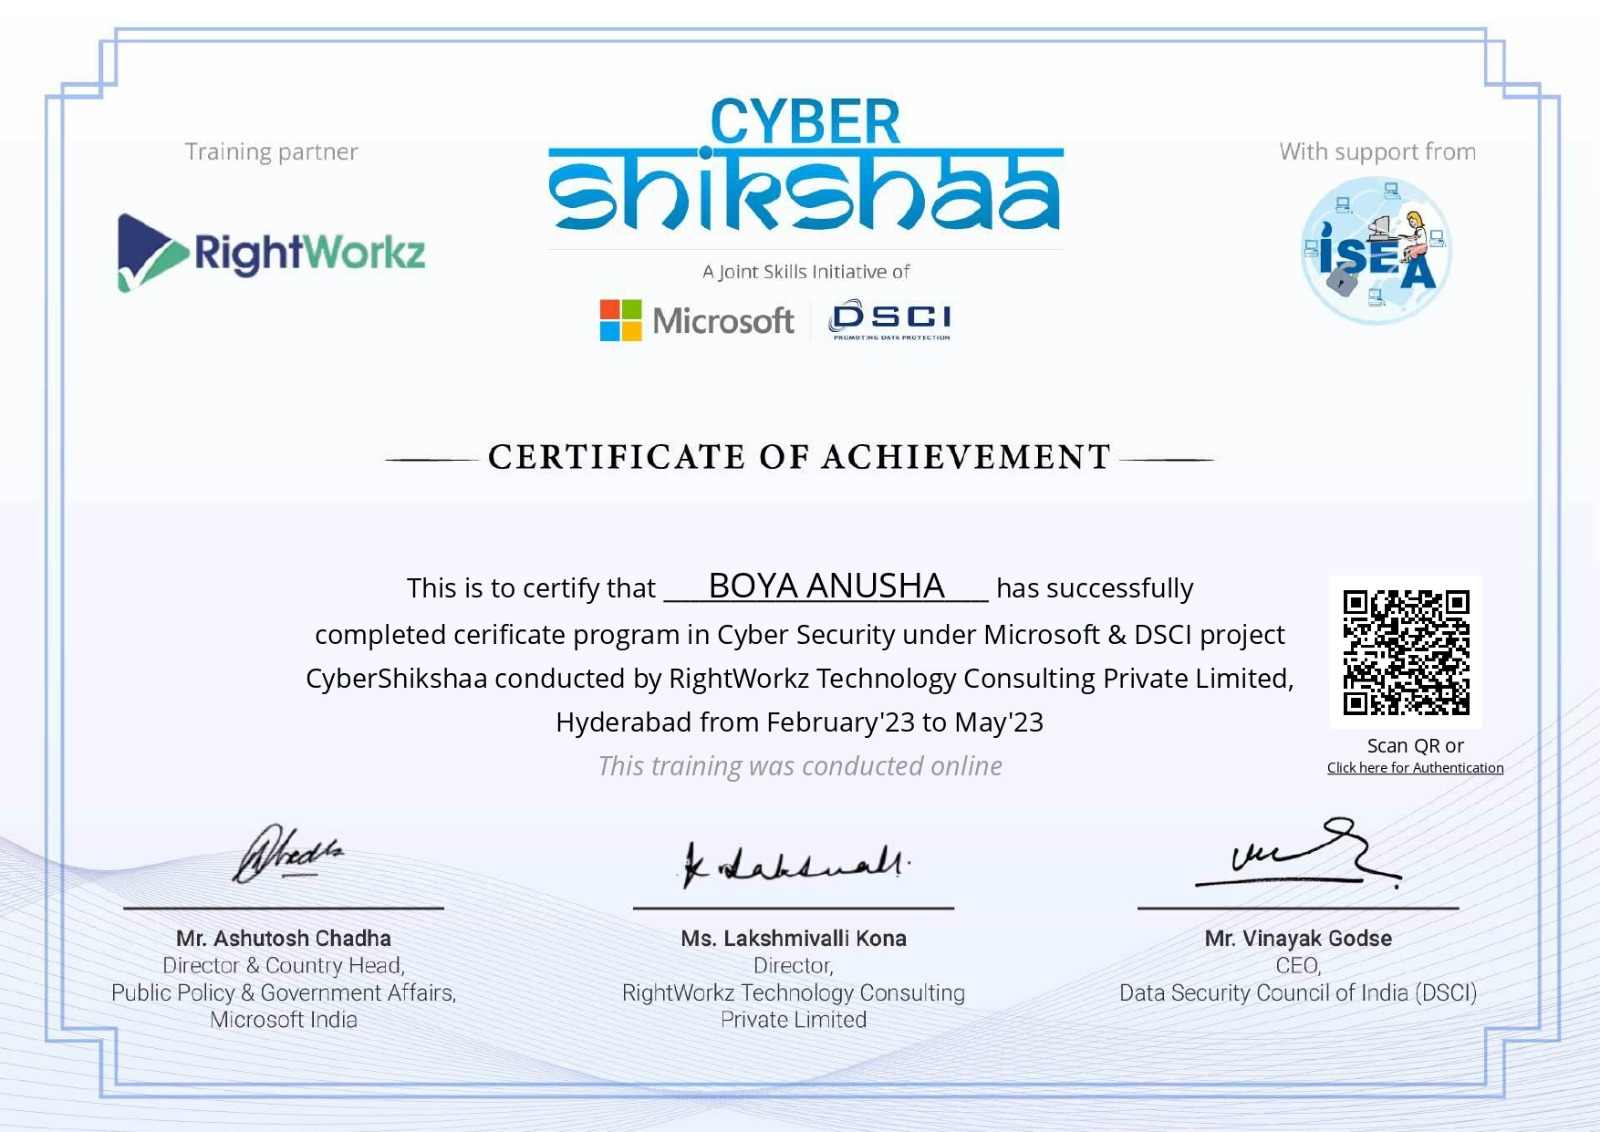 Training partner
RightWorkz
CYBER
shikshaa
A Joint Skills Initiative of
Microsoft
DSCI
PROMOTING DATA PROTECTION
With support from
ISEA
CERTIFICATE OF ACHIEVEMENT
This is to certify that ___BOYA ANUSHA___ has successfully
completed cerificate program in Cyber Security under Microsoft & DSCI project
CyberShikshaa conducted by RightWorkz Technology Consulting Private Limited,
Hyderabad from February'23 to May'23
This training was conducted online
Scan QR or
Click here for Authentication
Mr. Ashutosh Chadha
Director & Country Head,
Public Policy & Government Affairs,
Microsoft India
Ms. Lakshmivalli Kona
Director,
RightWorkz Technology Consulting
Private Limited
Mr. Vinayak Godse
CEO,
Data Security Council of India (DSCI)